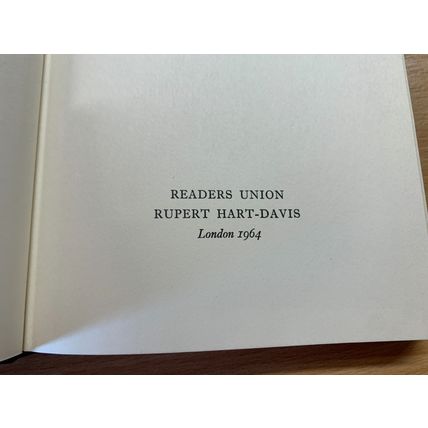 READERS UNION
RUPERT HART-DAVIS
London 1964